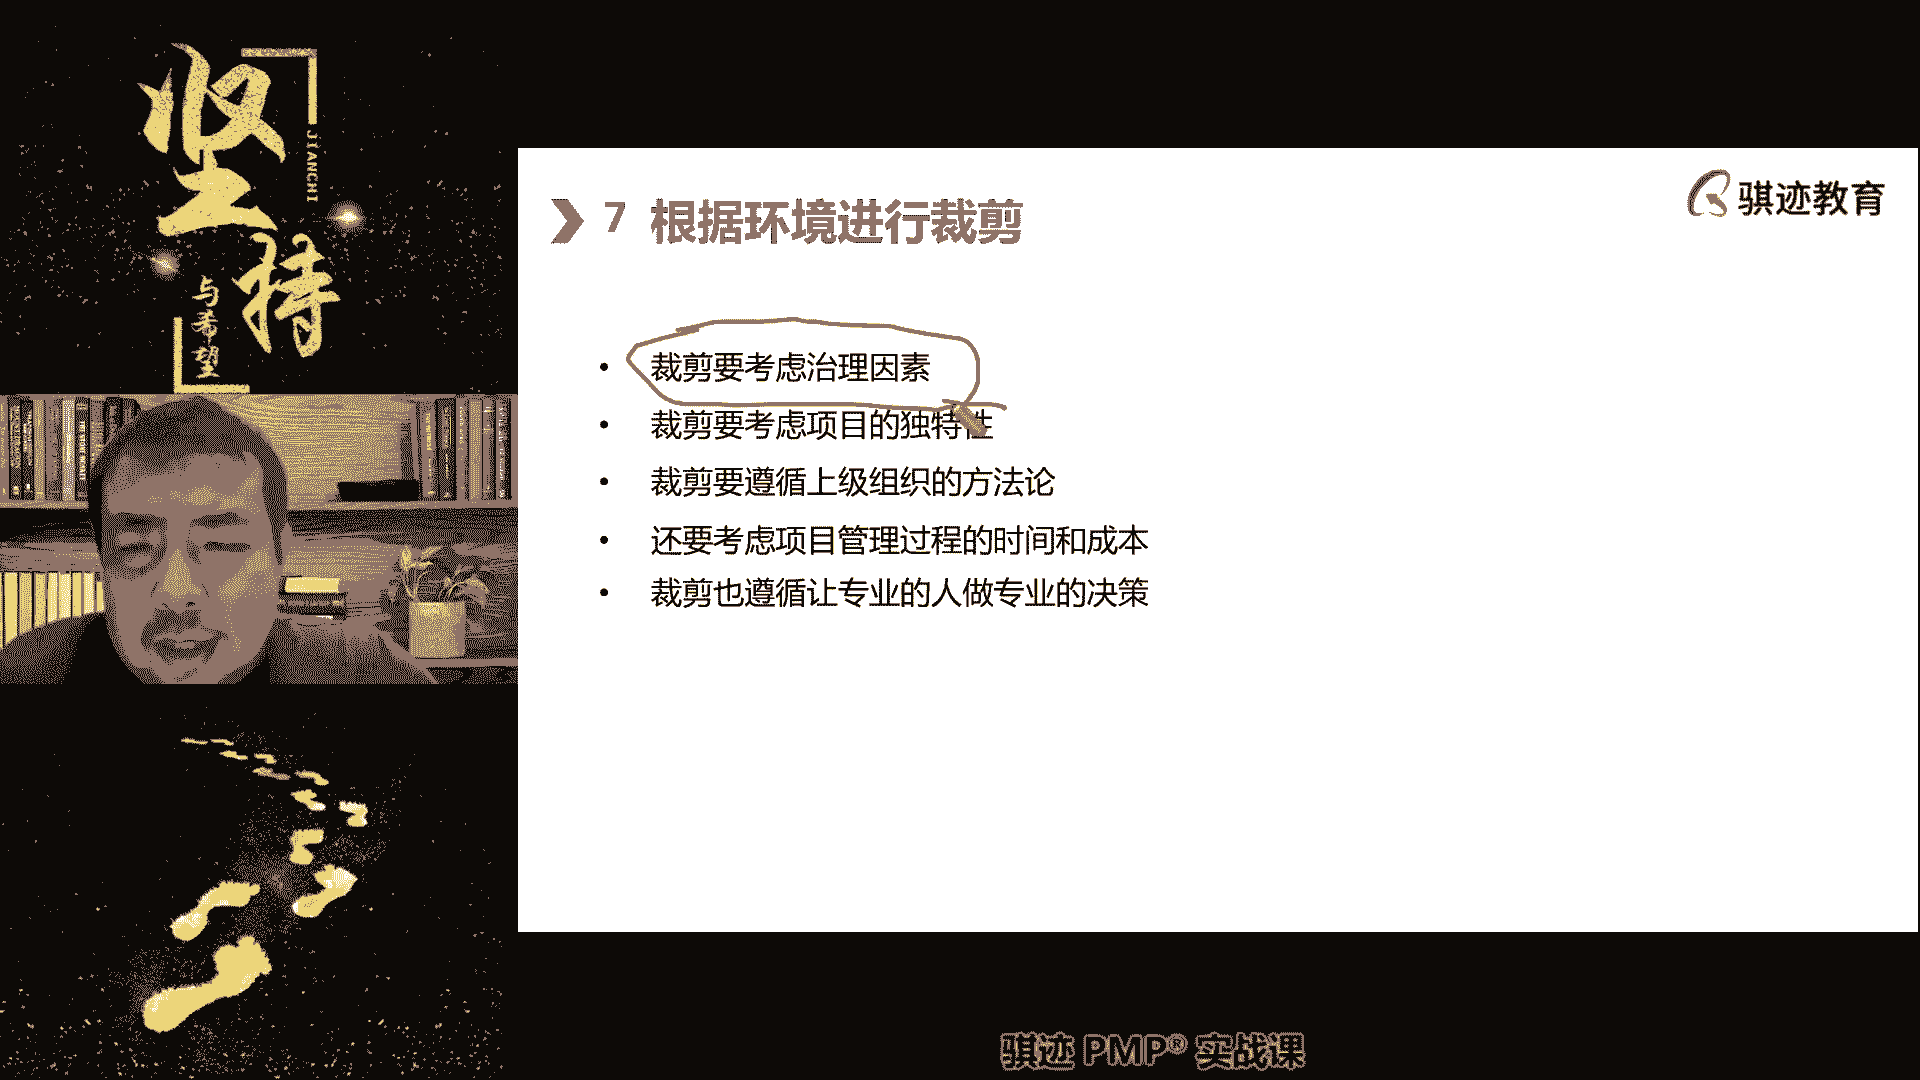 坚持
JIANCHI
与希望
骐迹教育
7 根据环境进行裁剪
• 裁剪要考虑治理因素
• 裁剪要考虑项目的独特性
• 裁剪要遵循上级组织的方法论
• 还要考虑项目管理过程的时间和成本
• 裁剪也遵循让专业的人做专业的决策
骐迹 PMP® 实战课